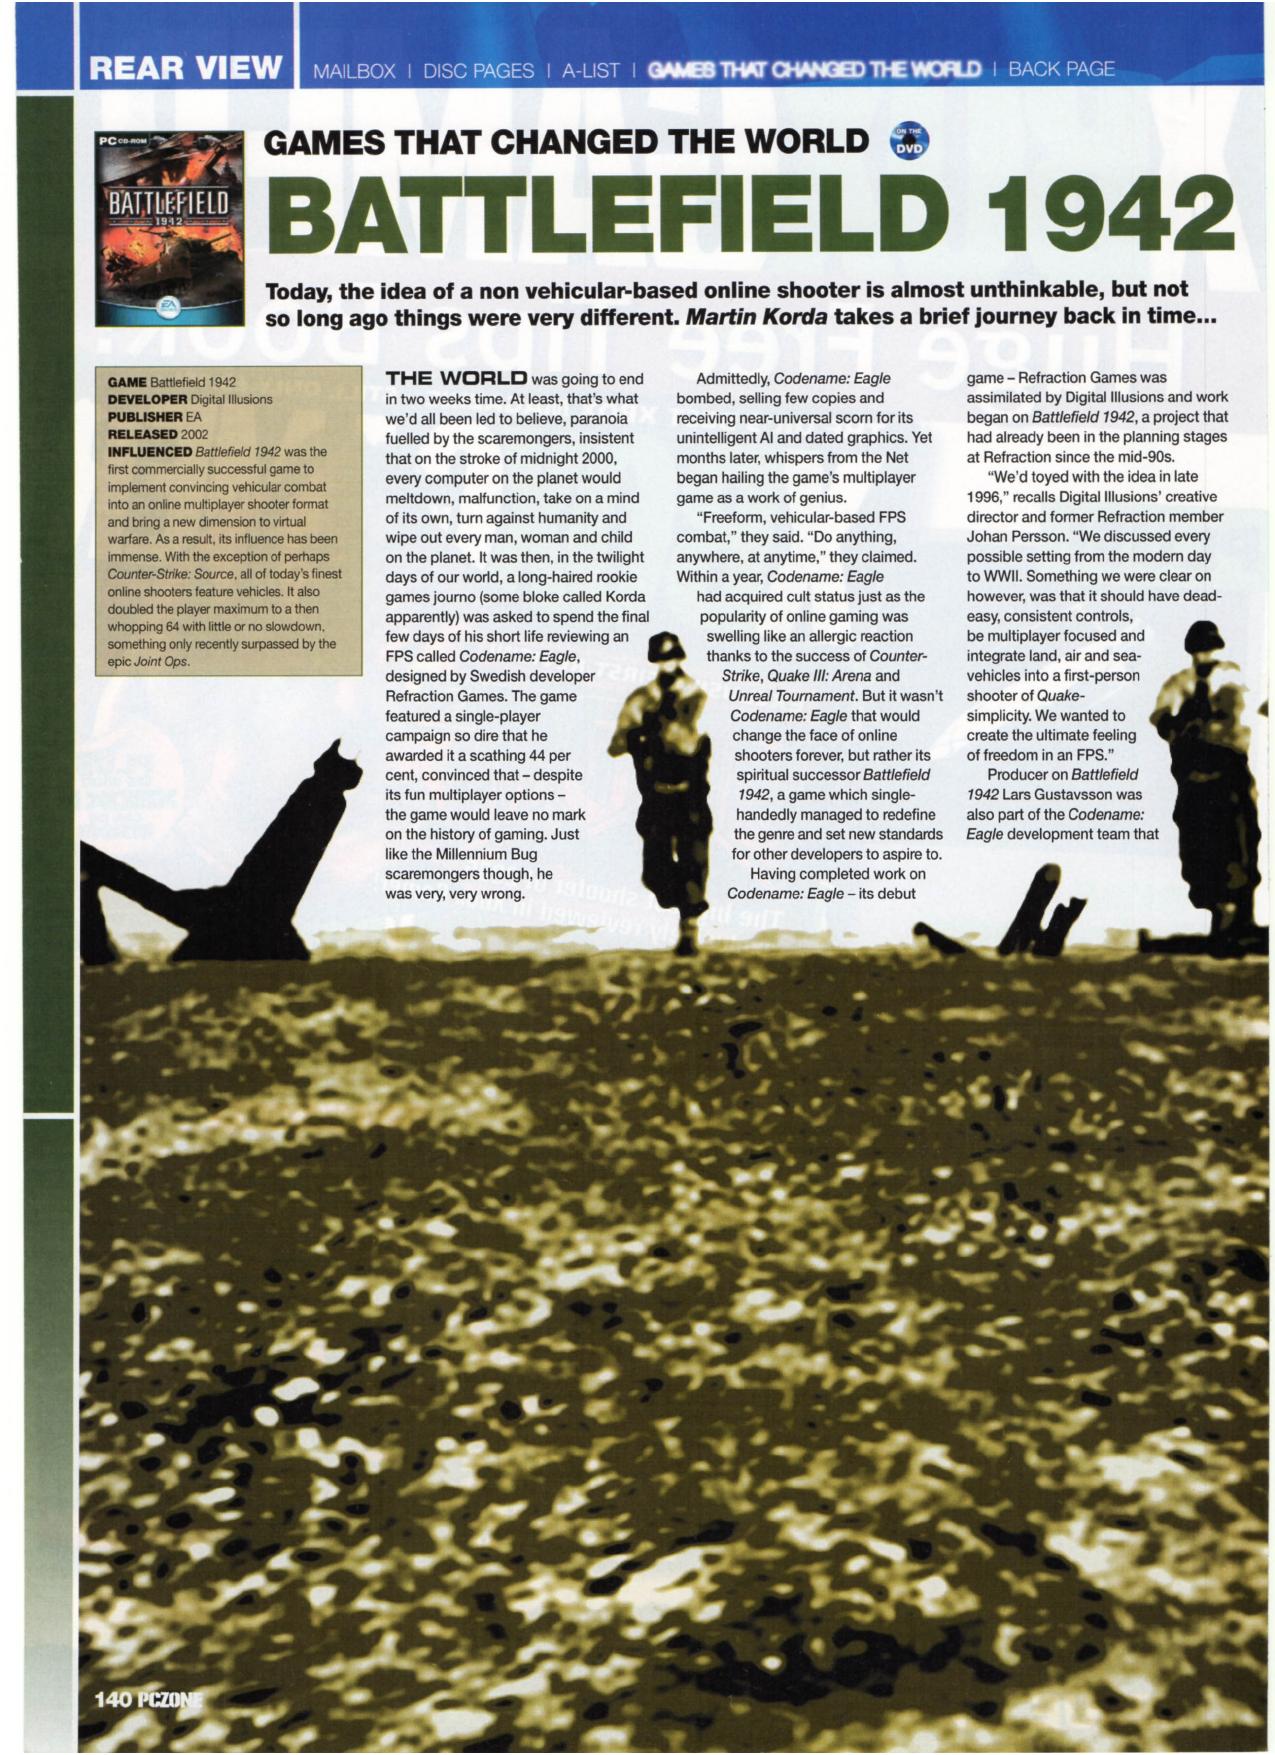 REAR VIEW
MAILBOX | DISC PAGES | A-LIST | GAMES THAT CHANGED THE WORLD | BACK PAGE
PC CD-ROM
BATTLEFIELD
1942
EA
GAMES THAT CHANGED THE WORLD
ON THE
DVD
BATTLEFIELD 1942
Today, the idea of a non vehicular-based online shooter is almost unthinkable, but not
so long ago things were very different. Martin Korda takes a brief journey back in time...
GAME Battlefield 1942
DEVELOPER Digital Illusions
PUBLISHER EA
RELEASED 2002
INFLUENCED Battlefield 1942 was the
first commercially successful game to
implement convincing vehicular combat
into an online multiplayer shooter format
and bring a new dimension to virtual
warfare. As a result, its influence has been
immense. With the exception of perhaps
Counter-Strike: Source, all of today's finest
online shooters feature vehicles. It also
doubled the player maximum to a then
whopping 64 with little or no slowdown,
something only recently surpassed by the
epic Joint Ops.
THE WORLD was going to end
in two weeks time. At least, that's what
we'd all been led to believe, paranoia
fuelled by the scaremongers, insistent
that on the stroke of midnight 2000,
every computer on the planet would
meltdown, malfunction, take on a mind
of its own, turn against humanity and
wipe out every man, woman and child
on the planet. It was then, in the twilight
days of our world, a long-haired rookie
games journo (some bloke called Korda
apparently) was asked to spend the final
few days of his short life reviewing an
FPS called Codename: Eagle,
designed by Swedish developer
Refraction Games. The game
featured a single-player
campaign so dire that he
awarded it a scathing 44 per
cent, convinced that – despite
its fun multiplayer options –
the game would leave no mark
on the history of gaming. Just
like the Millennium Bug
scaremongers though, he
was very, very wrong.
Admittedly, Codename: Eagle
bombed, selling few copies and
receiving near-universal scorn for its
unintelligent AI and dated graphics. Yet
months later, whispers from the Net
began hailing the game's multiplayer
game as a work of genius.
"Freeform, vehicular-based FPS
combat," they said. "Do anything,
anywhere, at anytime," they claimed.
Within a year, Codename: Eagle
had acquired cult status just as the
popularity of online gaming was
swelling like an allergic reaction
thanks to the success of Counter-
Strike, Quake III: Arena and
Unreal Tournament. But it wasn't
Codename: Eagle that would
change the face of online
shooters forever, but rather its
spiritual successor Battlefield
1942, a game which single-
handedly managed to redefine
the genre and set new standards
for other developers to aspire to.
Having completed work on
Codename: Eagle – its debut
game – Refraction Games was
assimilated by Digital Illusions and work
began on Battlefield 1942, a project that
had already been in the planning stages
at Refraction since the mid-90s.
"We'd toyed with the idea in late
1996," recalls Digital Illusions' creative
director and former Refraction member
Johan Persson. "We discussed every
possible setting from the modern day
to WWII. Something we were clear on
however, was that it should have dead-
easy, consistent controls,
be multiplayer focused and
integrate land, air and sea-
vehicles into a first-person
shooter of Quake-
simplicity. We wanted to
create the ultimate feeling
of freedom in an FPS."
Producer on Battlefield
1942 Lars Gustavsson was
also part of the Codename:
Eagle development team that
140 PCZONE